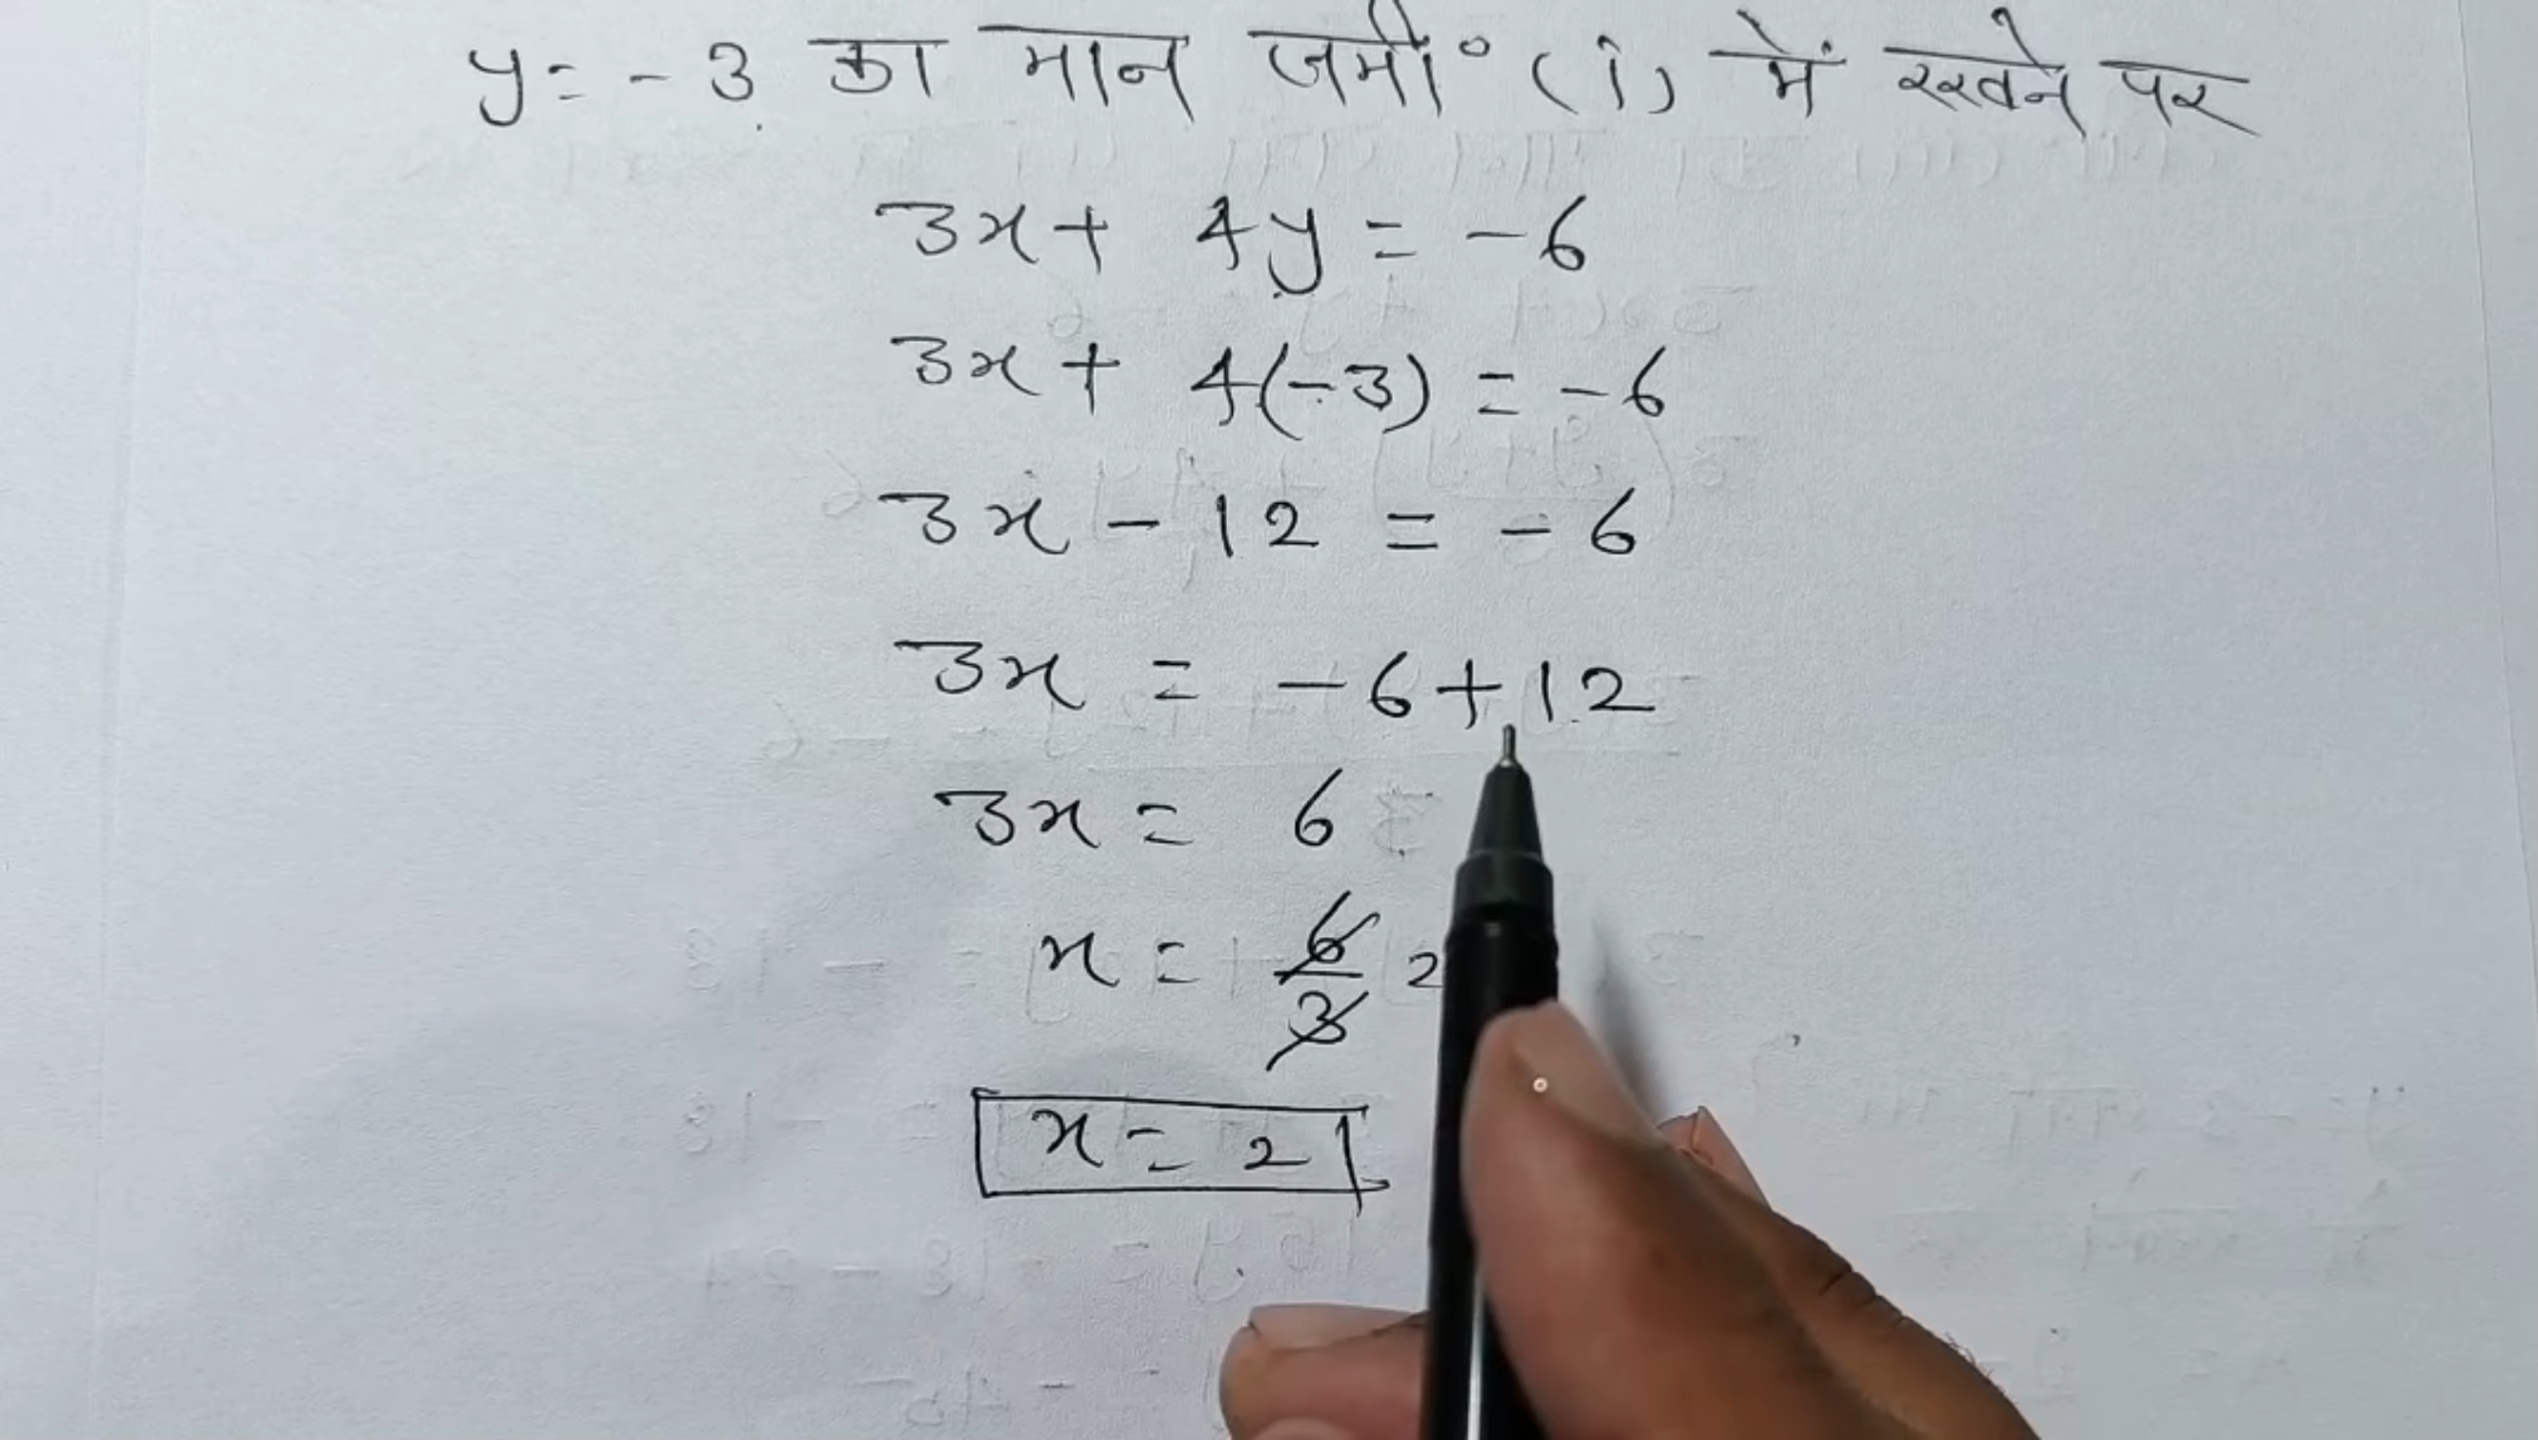 y = - 3 का मान जमी० (i) में रखने पर
3x + 4y = - 6
3x + 4(-3) = - 6
3x - 12 = - 6
3x = - 6 + 12
3x = 6
x = 6/3 2
x = 2